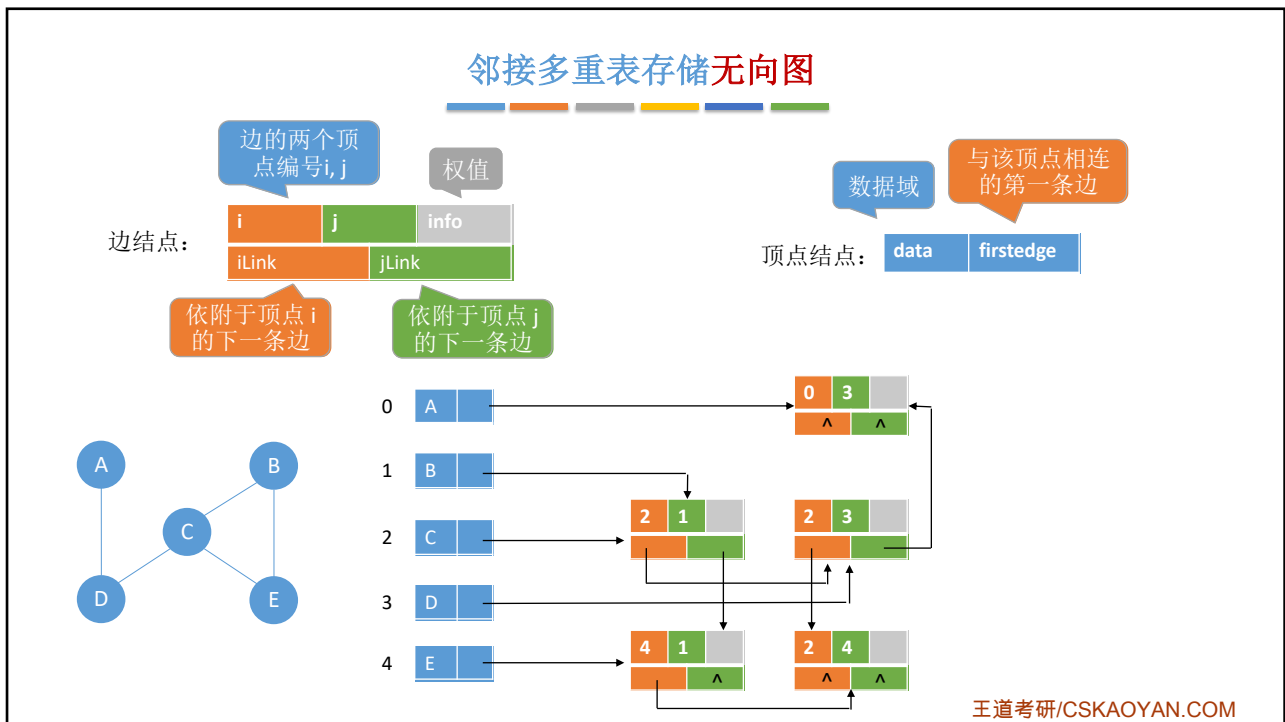 邻接多重表存储无向图
边的两个顶
点编号i, j
权值
数据域
与该顶点相连
的第一条边
边结点：
i j info
iLink jLink
顶点结点：
data firstedge
依附于顶点 i
的下一条边
依附于顶点 j
的下一条边
A
B
C
D
E
0 A
0 3
^ ^
1 B
2 1
2 3
2 C
3 D
4 1
^
2 4
^ ^
4 E
王道考研/CSKAOYAN.COM